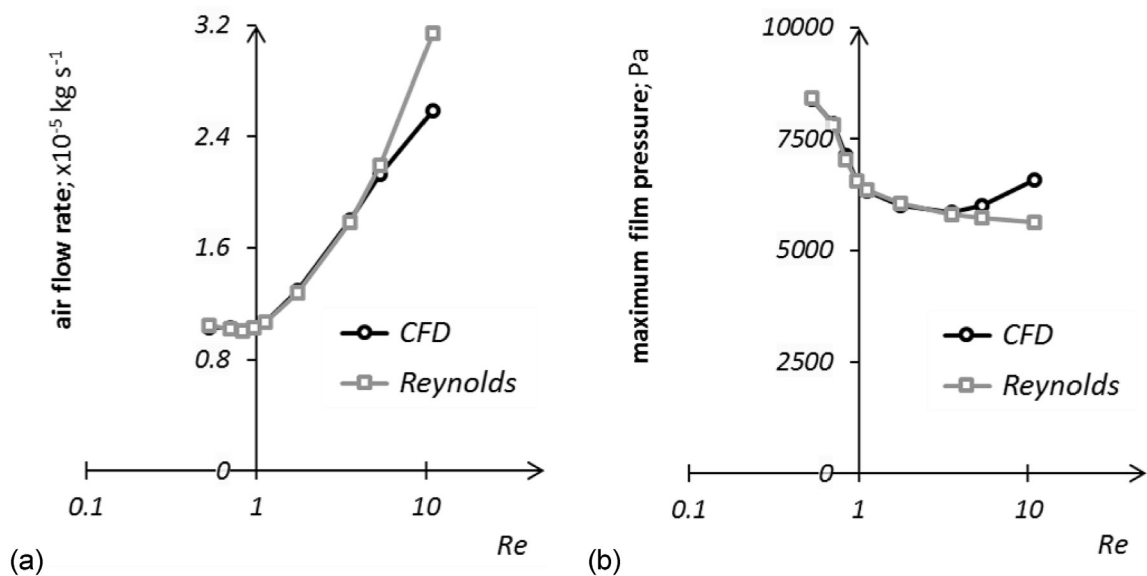 air flow rate; x10⁻⁵ kg s⁻¹
3.2
2.4
1.6
0.8
0
0.1
1
10
Re
CFD
Reynolds
(a)
maximum film pressure; Pa
10000
7500
5000
2500
0
0.1
1
10
Re
CFD
Reynolds
(b)